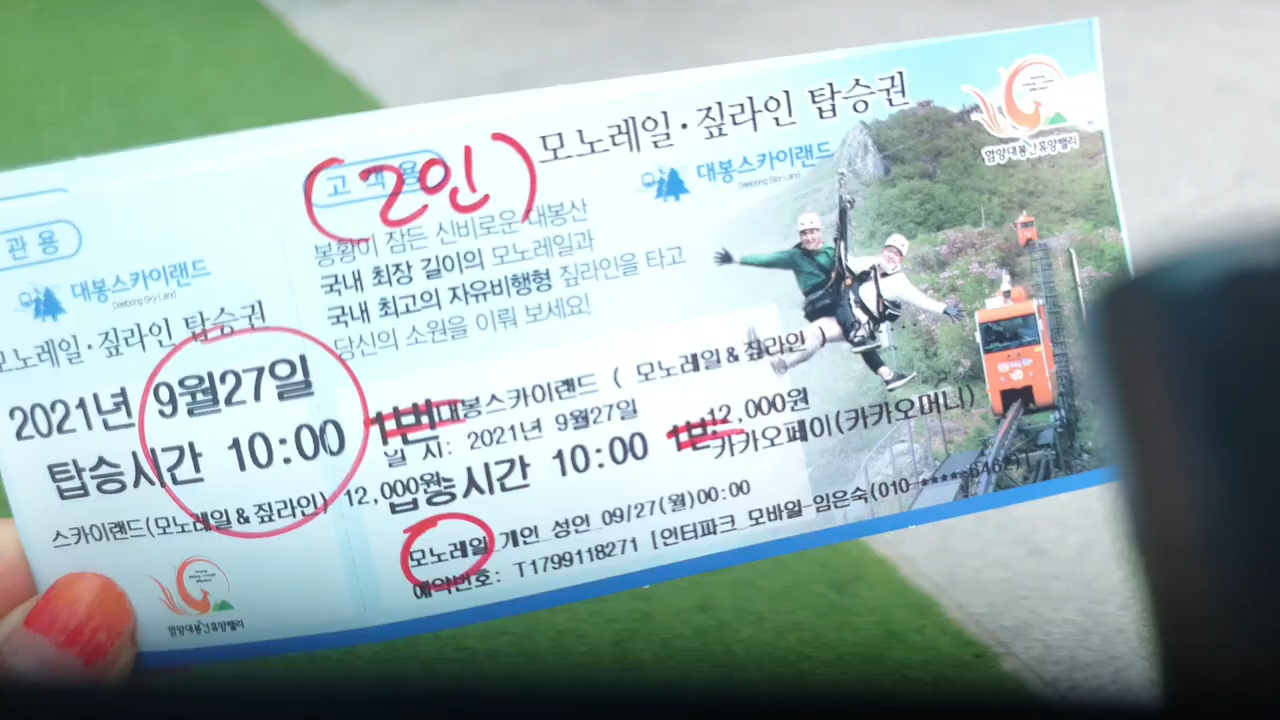 관용
대봉스카이랜드
Daebong Sky Land
모노레일·짚라인 탑승권
2021년 9월27일
탑승시간 10:00
스카이랜드(모노레일&짚라인) 12,000원
함양대봉산휴양밸리
고객용
(2인)
모노레일·짚라인 탑승권
대봉스카이랜드
Daebong Sky Land
함양대봉산휴양밸리
봉황이 잠든 신비로운 대봉산
국내 최장 길이의 모노레일과
국내 최고의 자유비행형 짚라인을 타고
당신의 소원을 이뤄 보세요!
1번 대봉스카이랜드 ( 모노레일&짚라인 )
일 시: 2021년 9월27일 1번 12,000원
탑승시간 10:00 카카오페이(카카오머니)
모노레일 개인 성인 09/27(월)00:00
예약번호: T1799118271 [인터파크 모바일-임은숙(010-****-